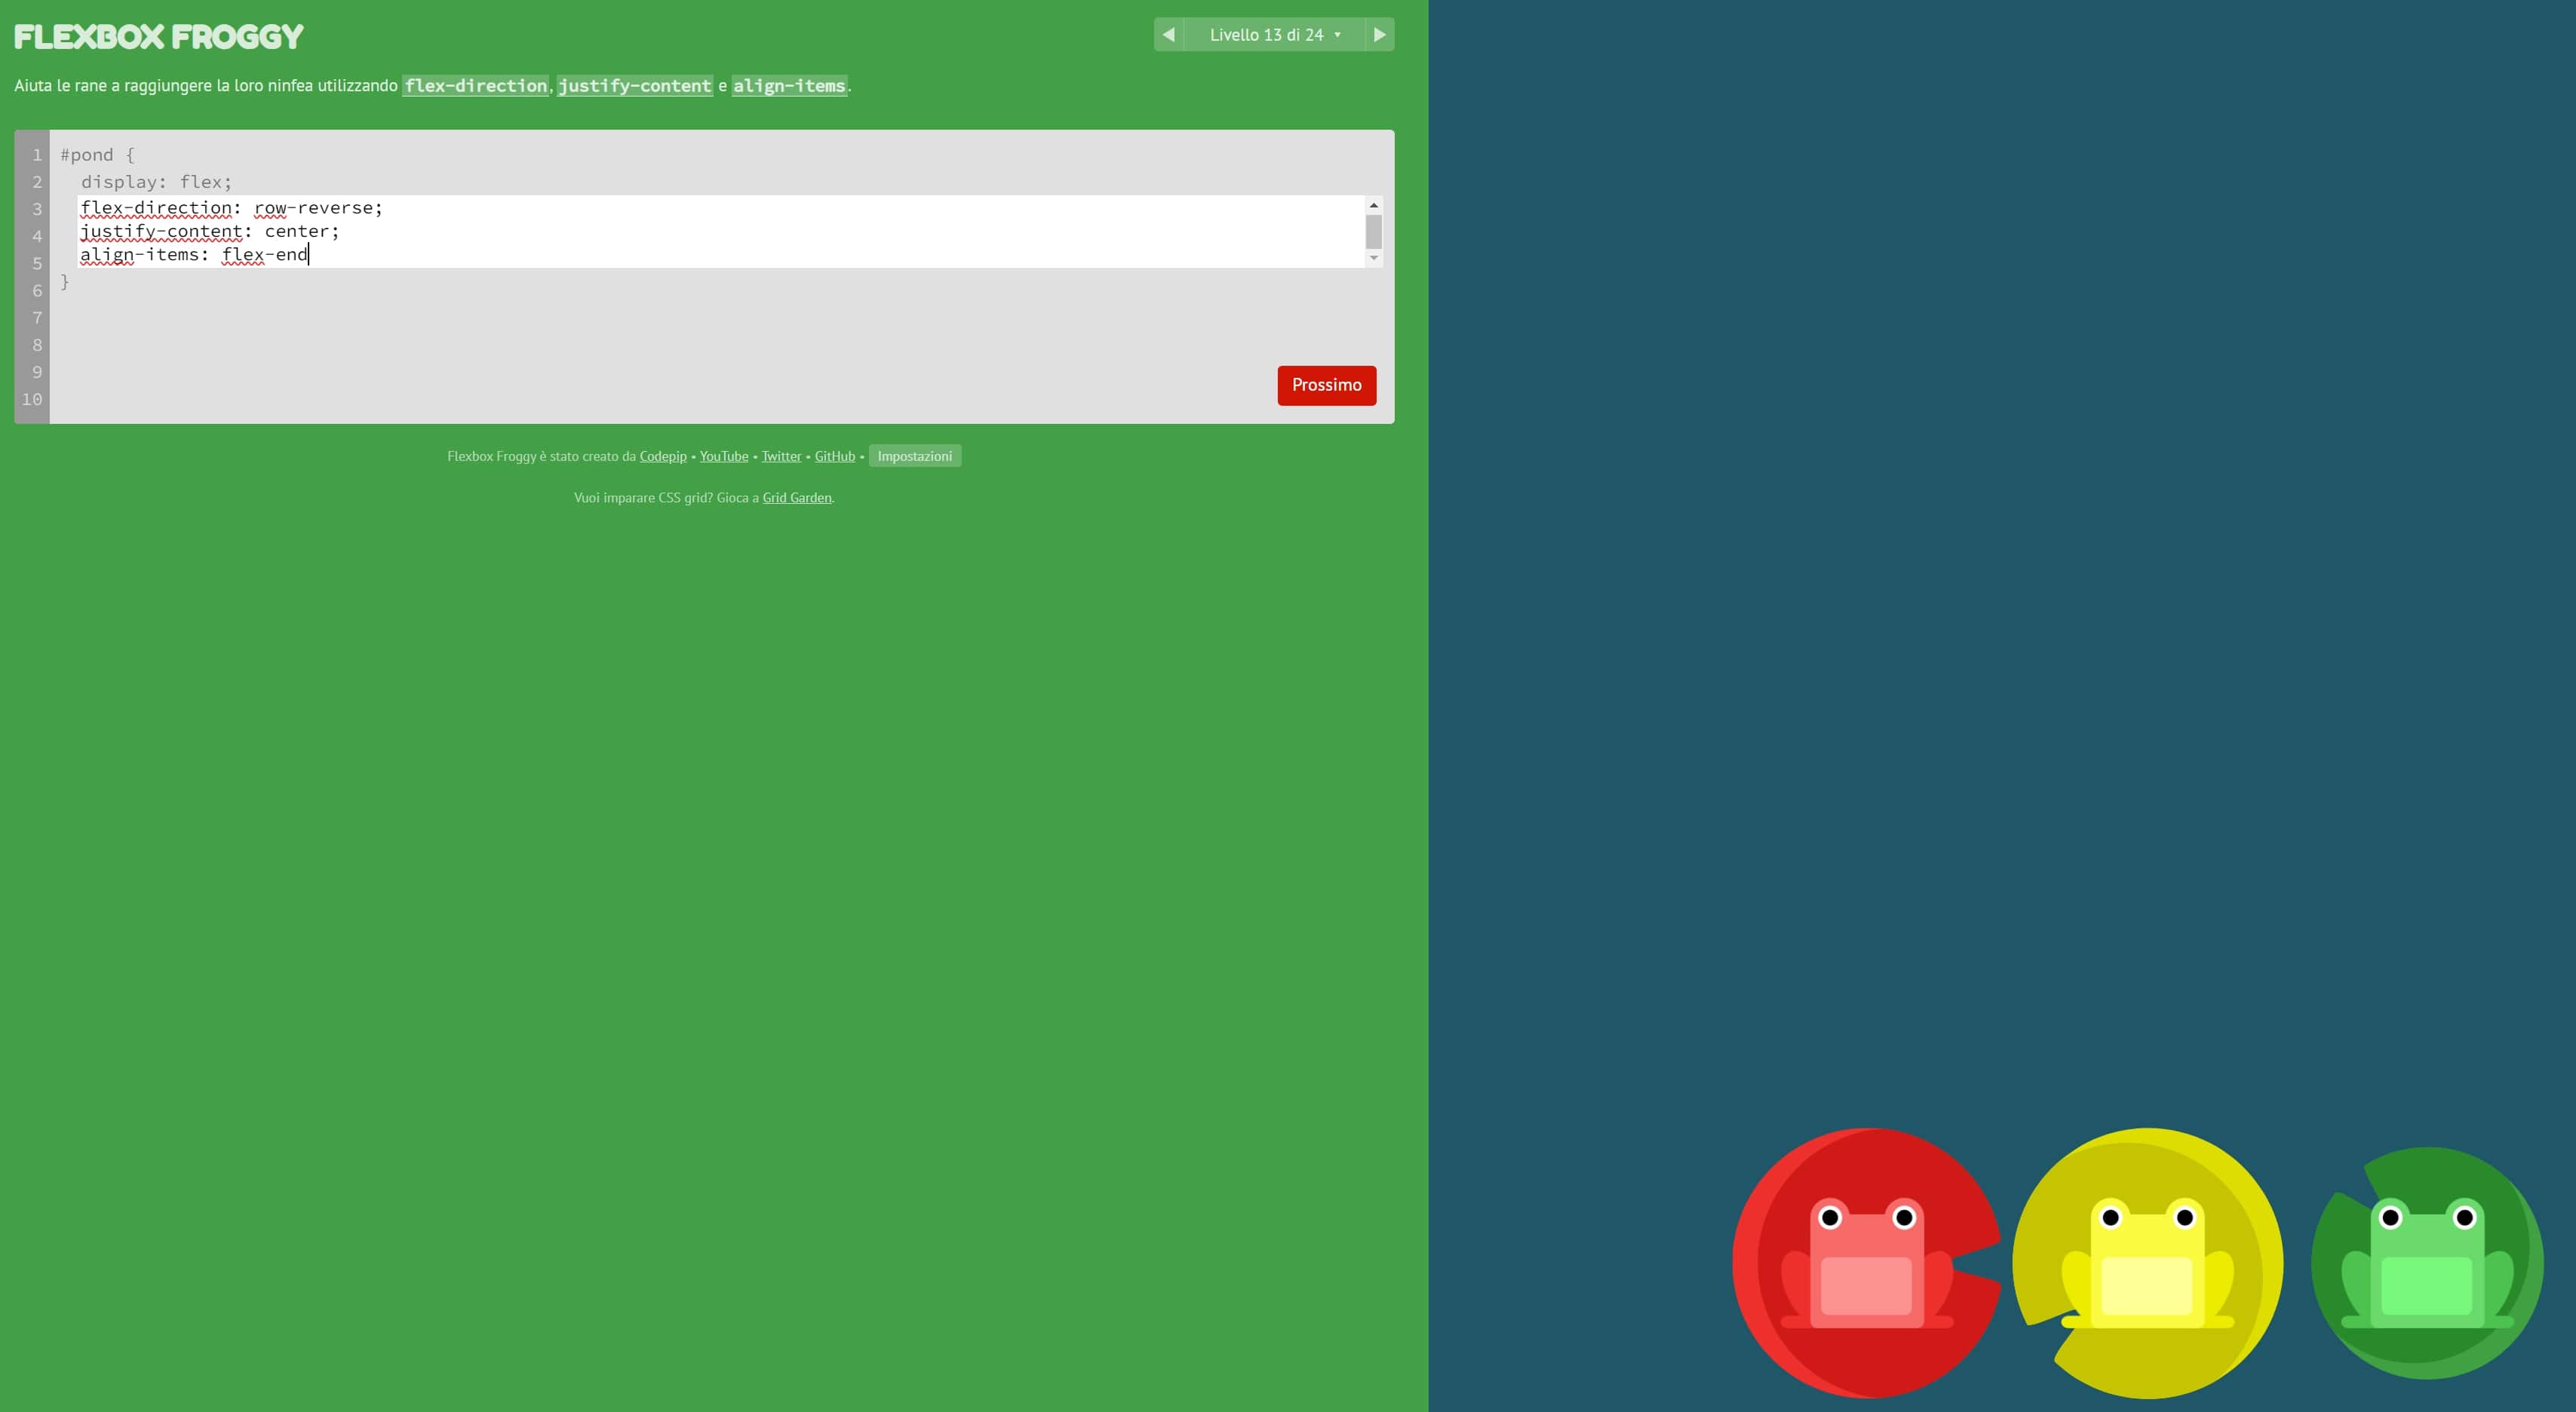 FLEXBOX FROGGY
◀ Livello 13 di 24 ▾ ▶
Aiuta le rane a raggiungere la loro ninfea utilizzando flex-direction, justify-content e align-items.
1 #pond {
2 display: flex;
3 flex-direction: row-reverse;
4 justify-content: center;
5 align-items: flex-end
6 }
7
8
9
10
Prossimo
Flexbox Froggy è stato creato da Codepip • YouTube • Twitter • GitHub • Impostazioni
Vuoi imparare CSS grid? Gioca a Grid Garden.